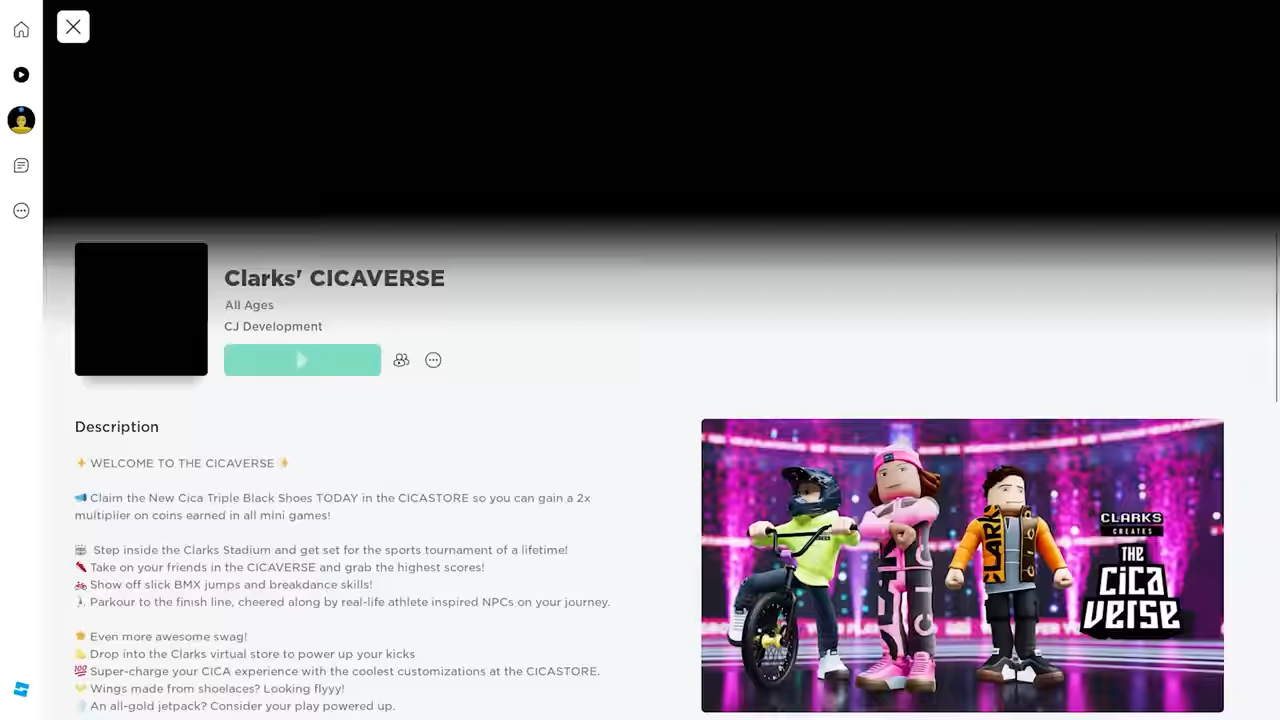 Clarks' CICAVERSE
All Ages
CJ Development
Description
WELCOME TO THE CICAVERSE
Claim the New Cica Triple Black Shoes TODAY in the CICASTORE so you can gain a 2x
multiplier on coins earned in all mini games!
Step inside the Clarks Stadium and get set for the sports tournament of a lifetime!
Take on your friends in the CICAVERSE and grab the highest scores!
Show off slick BMX jumps and breakdance skills!
Parkour to the finish line, cheered along by real-life athlete inspired NPCs on your journey.
Even more awesome swag!
Drop into the Clarks virtual store to power up your kicks
💯 Super-charge your CICA experience with the coolest customizations at the CICASTORE.
Wings made from shoelaces? Looking flyyy!
An all-gold jetpack? Consider your play powered up.
CLARKS
CREATES
THE
CICA
VERSE
CLARK